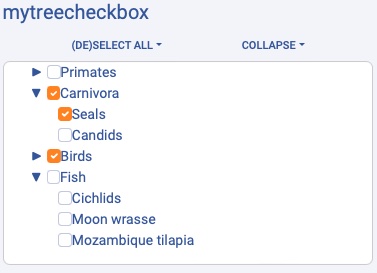 mytreecheckbox
(DE)SELECT ALL COLLAPSE
Primates
Carnivora
Seals
Candids
Birds
Fish
Cichlids
Moon wrasse
Mozambique tilapia